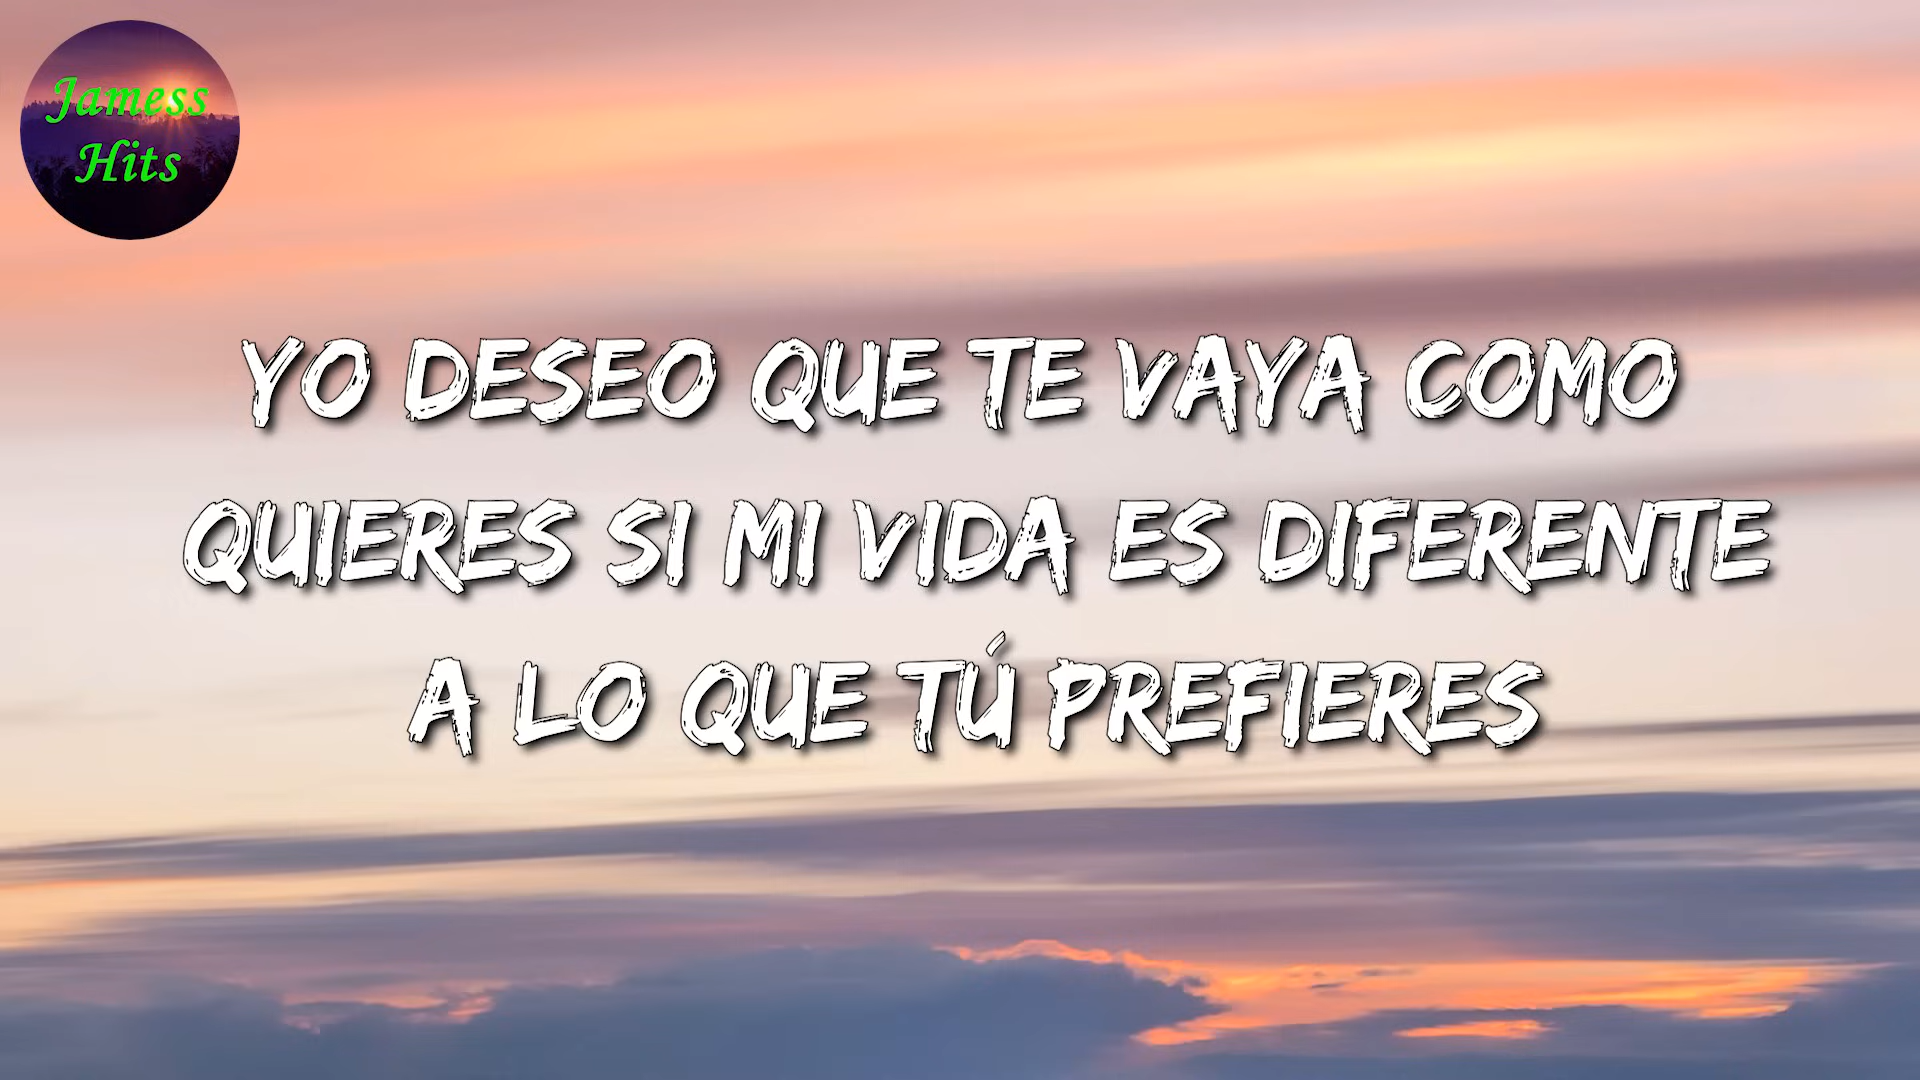 Jamess
Hits
YO DESEO QUE TE VAYA COMO
QUIERES SI MI VIDA ES DIFERENTE
A LO QUE TÚ PREFIERES